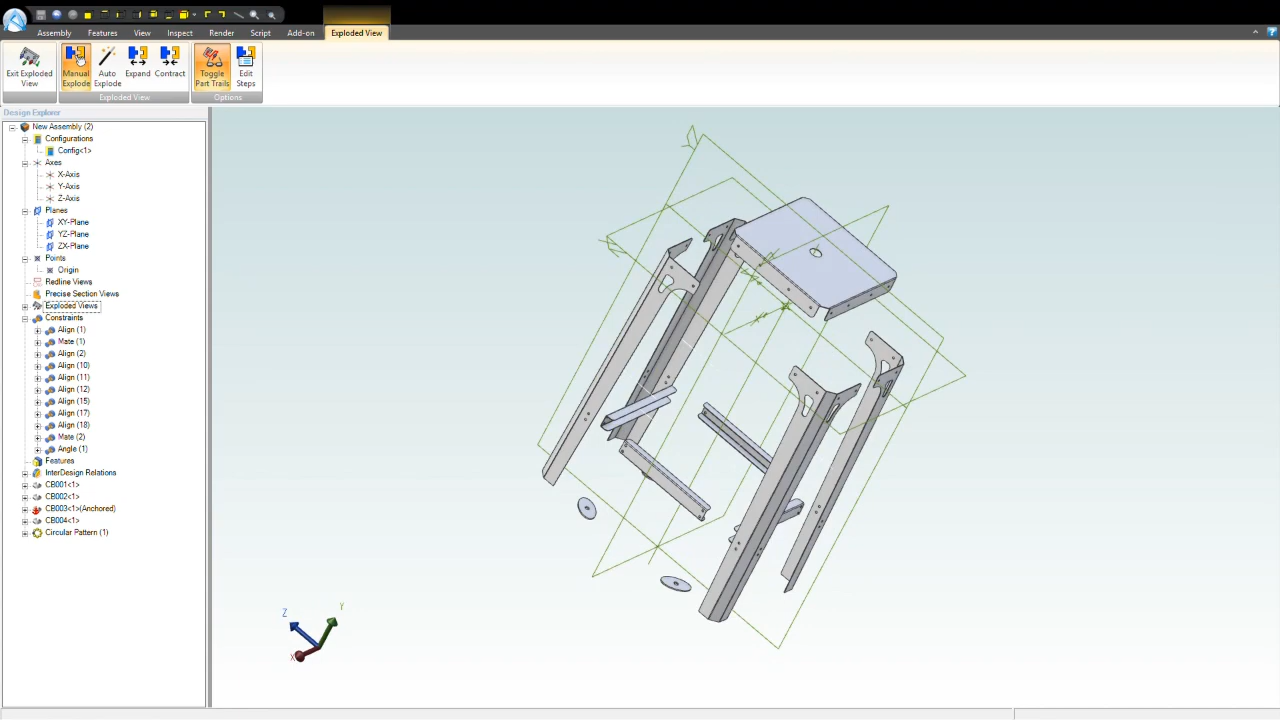 Assembly Features View Inspect Render Script Add-on Exploded View
Exit Exploded View
Manual Explode
Auto Explode
Expand
Contract
Toggle Part Trails
Edit Steps
Exploded View
Options
Design Explorer
New Assembly (2)
Configurations
Config<1>
Axes
X-Axis
Y-Axis
Z-Axis
Planes
XY-Plane
YZ-Plane
ZX-Plane
Points
Origin
Redline Views
Precise Section Views
Exploded Views
Constraints
Align (1)
Mate (1)
Align (2)
Align (10)
Align (11)
Align (12)
Align (15)
Align (17)
Align (18)
Mate (2)
Angle (1)
Features
InterDesign Relations
CB001<1>
CB002<1>
CB003<1>(Anchored)
CB004<1>
Circular Pattern (1)
Z
Y
X